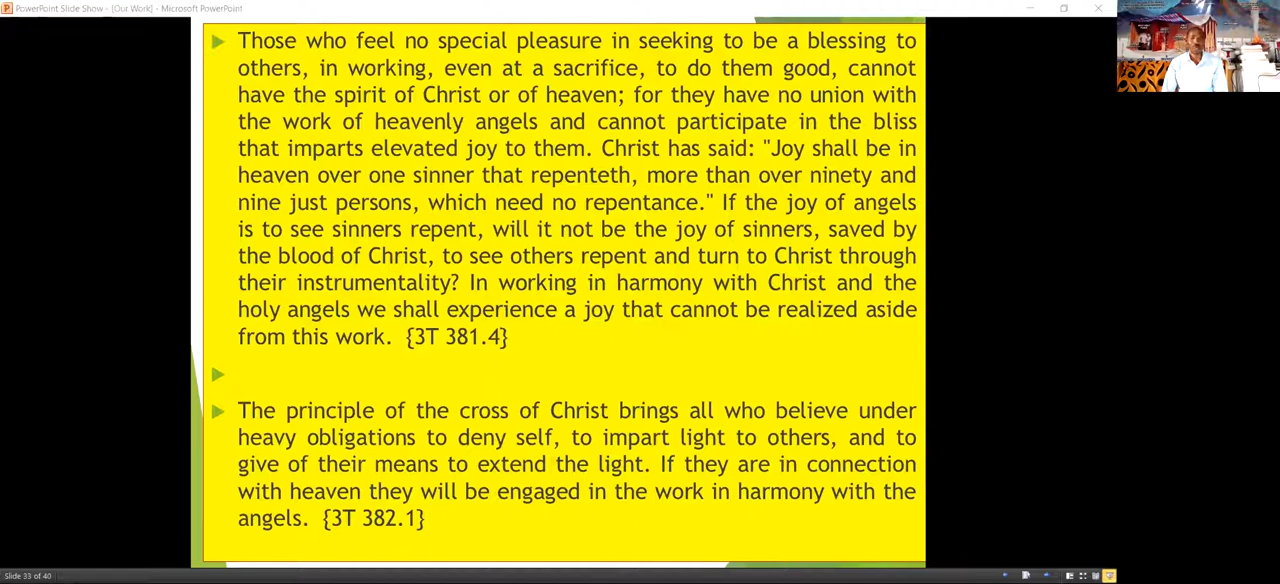 PowerPoint Slide Show - [Our Work] - Microsoft PowerPoint
Those who feel no special pleasure in seeking to be a blessing to
others, in working, even at a sacrifice, to do them good, cannot
have the spirit of Christ or of heaven; for they have no union with
the work of heavenly angels and cannot participate in the bliss
that imparts elevated joy to them. Christ has said: "Joy shall be in
heaven over one sinner that repenteth, more than over ninety and
nine just persons, which need no repentance." If the joy of angels
is to see sinners repent, will it not be the joy of sinners, saved by
the blood of Christ, to see others repent and turn to Christ through
their instrumentality? In working in harmony with Christ and the
holy angels we shall experience a joy that cannot be realized aside
from this work. {3T 381.4}
The principle of the cross of Christ brings all who believe under
heavy obligations to deny self, to impart light to others, and to
give of their means to extend the light. If they are in connection
with heaven they will be engaged in the work in harmony with the
angels. {3T 382.1}
Slide 33 of 40